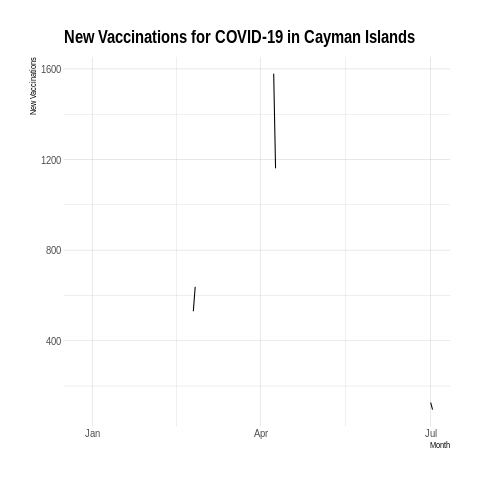 New Vaccinations for COVID-19 in Cayman Islands
New Vaccinations
1600
1200
800
400
Jan
Apr
Jul
Month